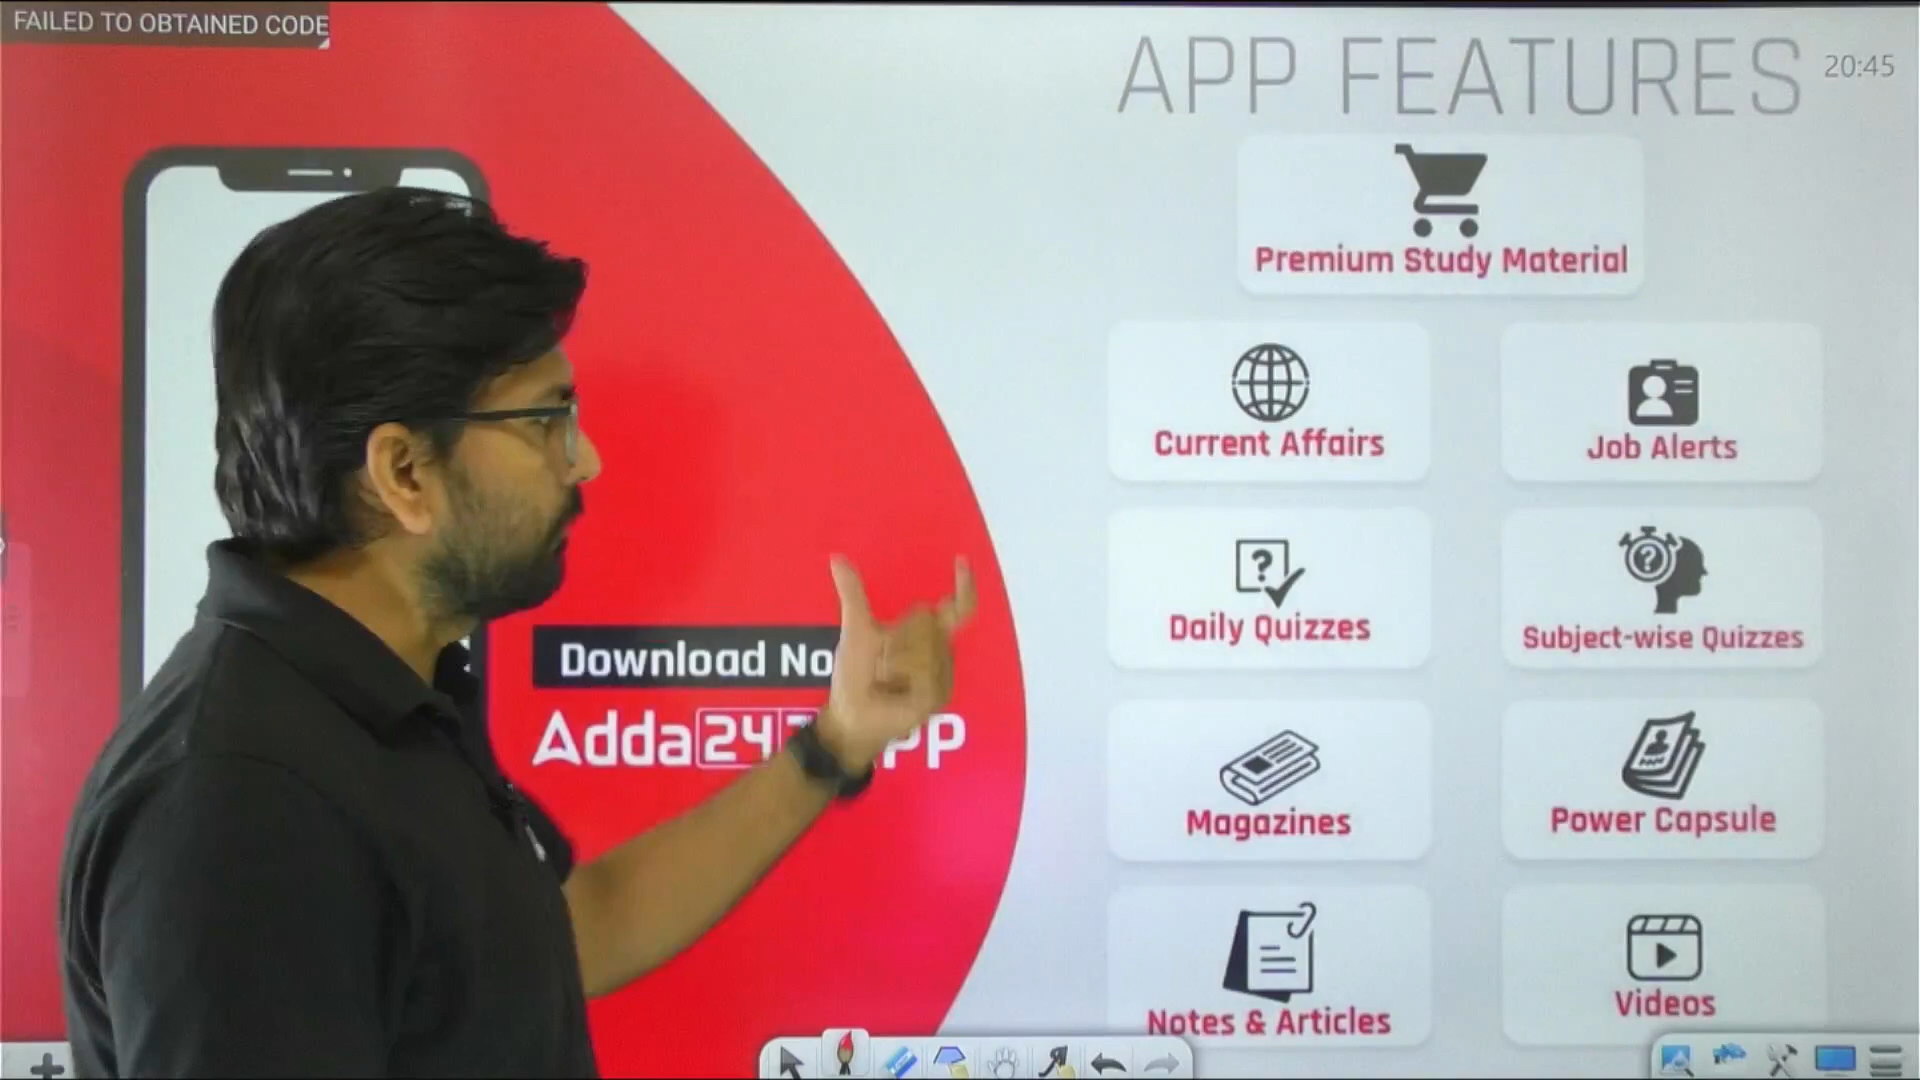 FAILED TO OBTAINED CODE
APP FEATURES
20:45
Premium Study Material
Current Affairs
Job Alerts
Daily Quizzes
Subject-wise Quizzes
Magazines
Power Capsule
Notes & Articles
Videos
Download
Adda